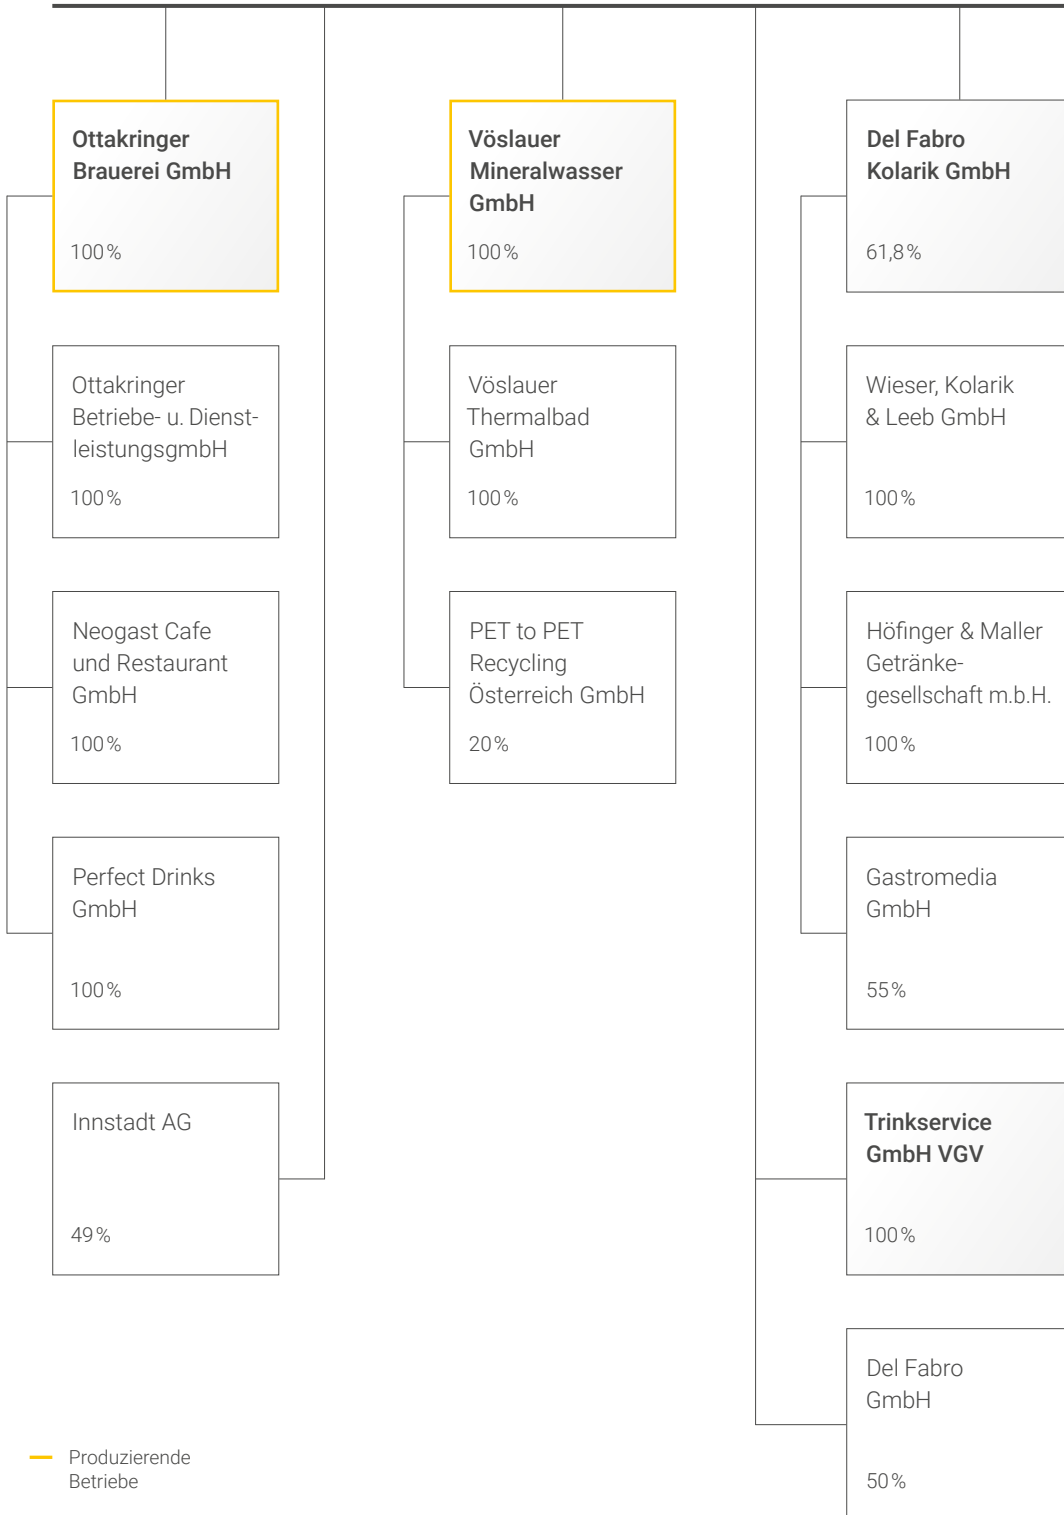 Ottakringer
Brauerei GmbH
100%
Ottakringer
Betriebe- u. Dienst-
leistungsgmbH
100%
Neogast Cafe
und Restaurant
GmbH
100%
Perfect Drinks
GmbH
100%
Innstadt AG
49%
Vöslauer
Mineralwasser
GmbH
100%
Vöslauer
Thermalbad
GmbH
100%
PET to PET
Recycling
Österreich GmbH
20%
Del Fabro
Kolarik GmbH
61,8%
Wieser, Kolarik
& Leeb GmbH
100%
Höfinger & Maller
Getränke-
gesellschaft m.b.H.
100%
Gastromedia
GmbH
55%
Trinkservice
GmbH VGV
100%
Del Fabro
GmbH
50%
Produzierende
Betriebe